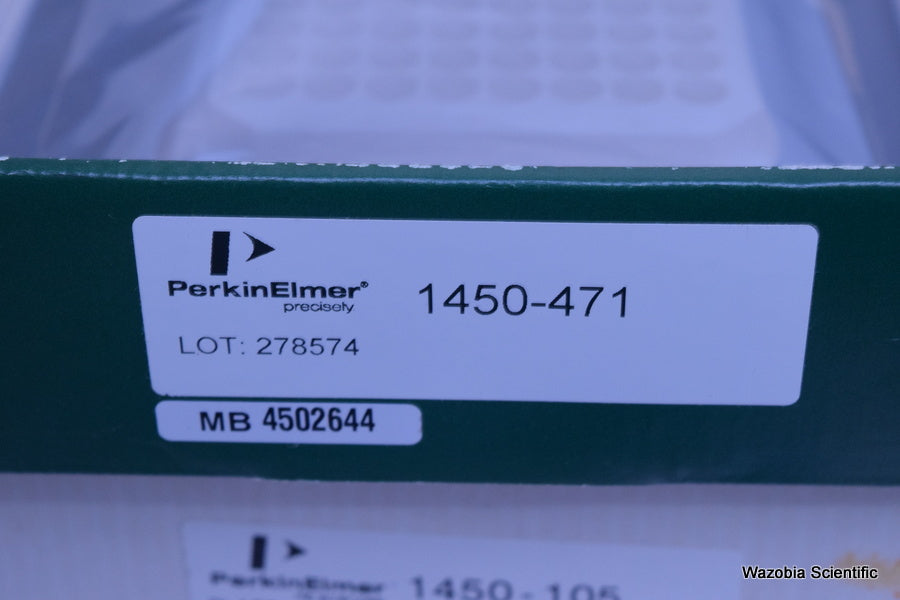 PerkinElmer®
precisely
1450-471
LOT: 278574
MB 4502644
PerkinElmer 1450-105
Wazobia Scientific